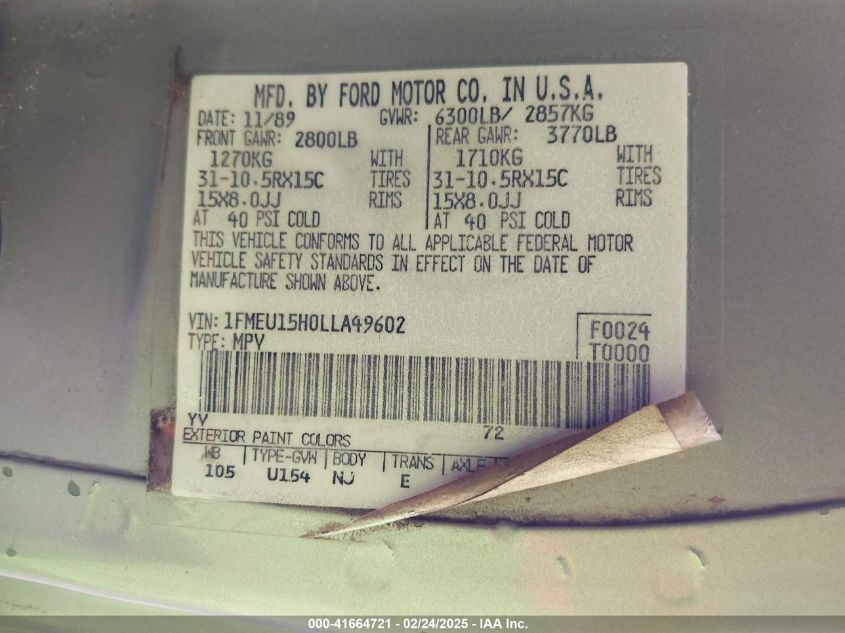 MFD. BY FORD MOTOR CO. IN U.S.A.
DATE: 11/89 GVWR: 6300LB/ 2857KG
FRONT GAWR: 2800LB REAR GAWR: 3770LB
1270KG WITH 1710KG WITH
31-10.5RX15C TIRES 31-10.5RX15C TIRES
15X8.0JJ RIMS 15X8.0JJ RIMS
AT 40 PSI COLD AT 40 PSI COLD
THIS VEHICLE CONFORMS TO ALL APPLICABLE FEDERAL MOTOR
VEHICLE SAFETY STANDARDS IN EFFECT ON THE DATE OF
MANUFACTURE SHOWN ABOVE.
VIN: 1FMEU15H0LLA49602 F0024
TYPE: MPV T0000
YV 72
EXTERIOR PAINT COLORS
WB TYPE-GVW BODY TRANS AXLE
105 U154 NJ E
000-41664721 - 02/24/2025 - IAA Inc.